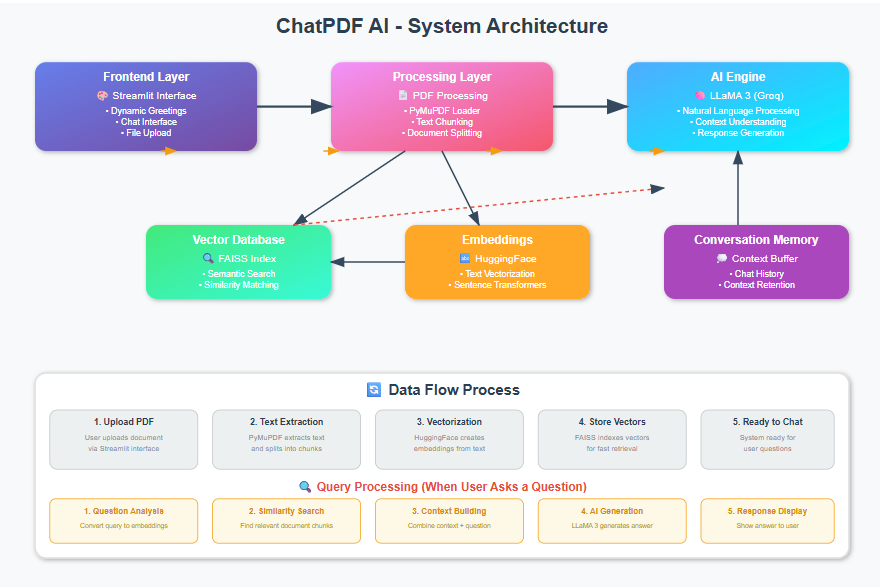 ChatPDF AI - System Architecture
Frontend Layer
Streamlit Interface
• Dynamic Greetings
• Chat Interface
• File Upload
Processing Layer
PDF Processing
• PyMuPDF Loader
• Text Chunking
• Document Splitting
AI Engine
LLaMA 3 (Groq)
• Natural Language Processing
• Context Understanding
• Response Generation
Vector Database
FAISS Index
• Semantic Search
• Similarity Matching
Embeddings
HuggingFace
• Text Vectorization
• Sentence Transformers
Conversation Memory
Context Buffer
• Chat History
• Context Retention
Data Flow Process
1. Upload PDF
User uploads document
via Streamlit interface
2. Text Extraction
PyMuPDF extracts text
and splits into chunks
3. Vectorization
HuggingFace creates
embeddings from text
4. Store Vectors
FAISS indexes vectors
for fast retrieval
5. Ready to Chat
System ready for
user questions
Query Processing (When User Asks a Question)
1. Question Analysis
Convert query to embeddings
2. Similarity Search
Find relevant document chunks
3. Context Building
Combine context + question
4. AI Generation
LLaMA 3 generates answer
5. Response Display
Show answer to user